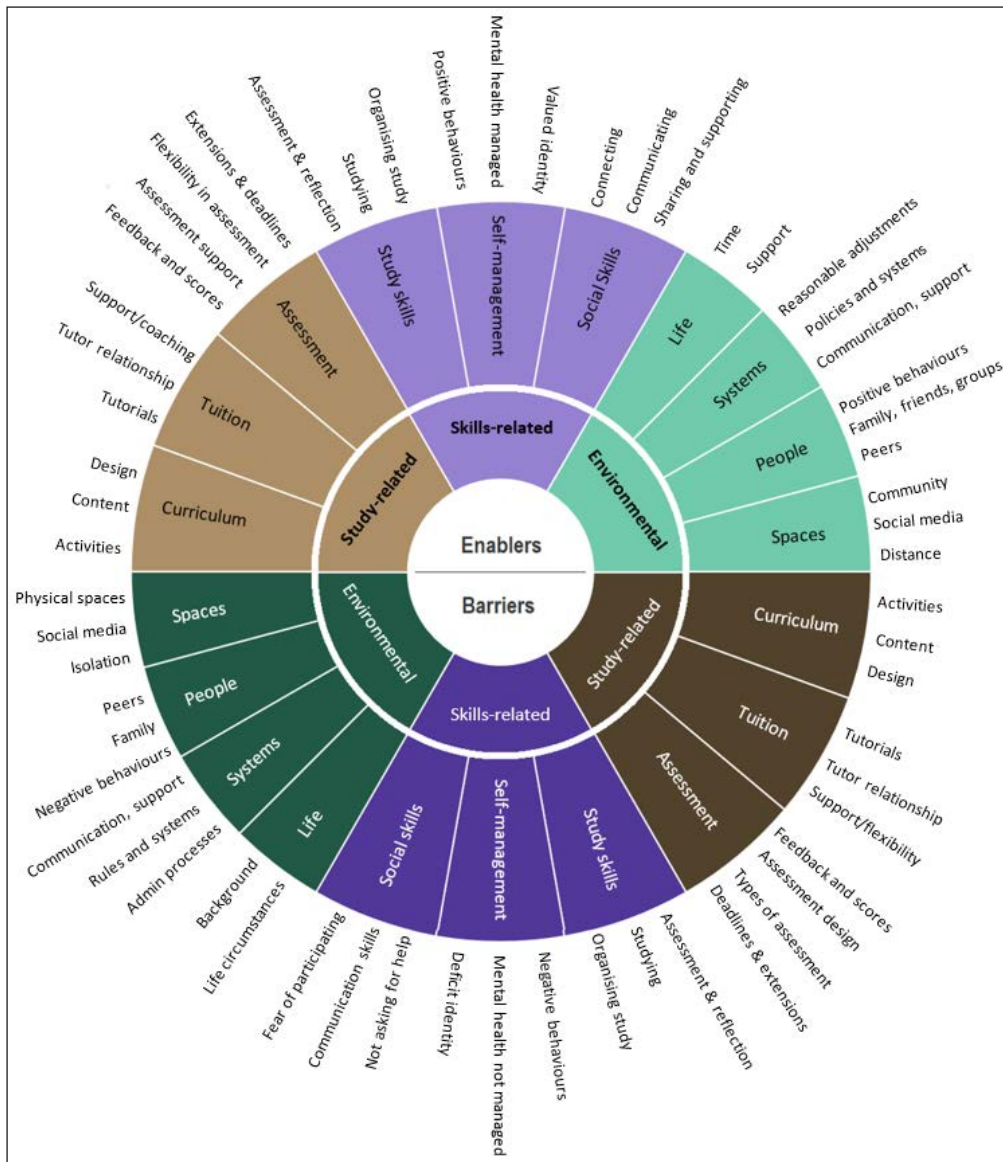 Enablers
Barriers
Skills-related
Study skills
Assessment & reflection
Studying
Organising study
Self-management
Positive behaviours
Mental health managed
Valued identity
Social Skills
Connecting
Communicating
Sharing and supporting
Environmental
Life
Time
Support
Systems
Reasonable adjustments
Policies and systems
Communication, support
People
Positive behaviours
Family, friends, groups
Peers
Spaces
Community
Social media
Distance
Study-related
Curriculum
Activities
Content
Design
Tuition
Tutorials
Tutor relationship
Support/flexibility
Assessment
Feedback and scores
Assessment design
Types of assessment
Deadlines & extensions
Skills-related
Study skills
Assessment & reflection
Studying
Organising study
Self-management
Negative behaviours
Mental health not managed
Deficit identity
Social skills
Not asking for help
Communication skills
Fear of participating
Environmental
Life
Life circumstances
Background
Systems
Admin processes
Rules and systems
Communication, support
People
Negative behaviours
Family
Peers
Spaces
Isolation
Social media
Physical spaces
Study-related
Curriculum
Activities
Content
Design
Tuition
Tutorials
Tutor relationship
Support/coaching
Assessment
Feedback and scores
Assessment support
Flexibility in assessment
Extensions & deadlines